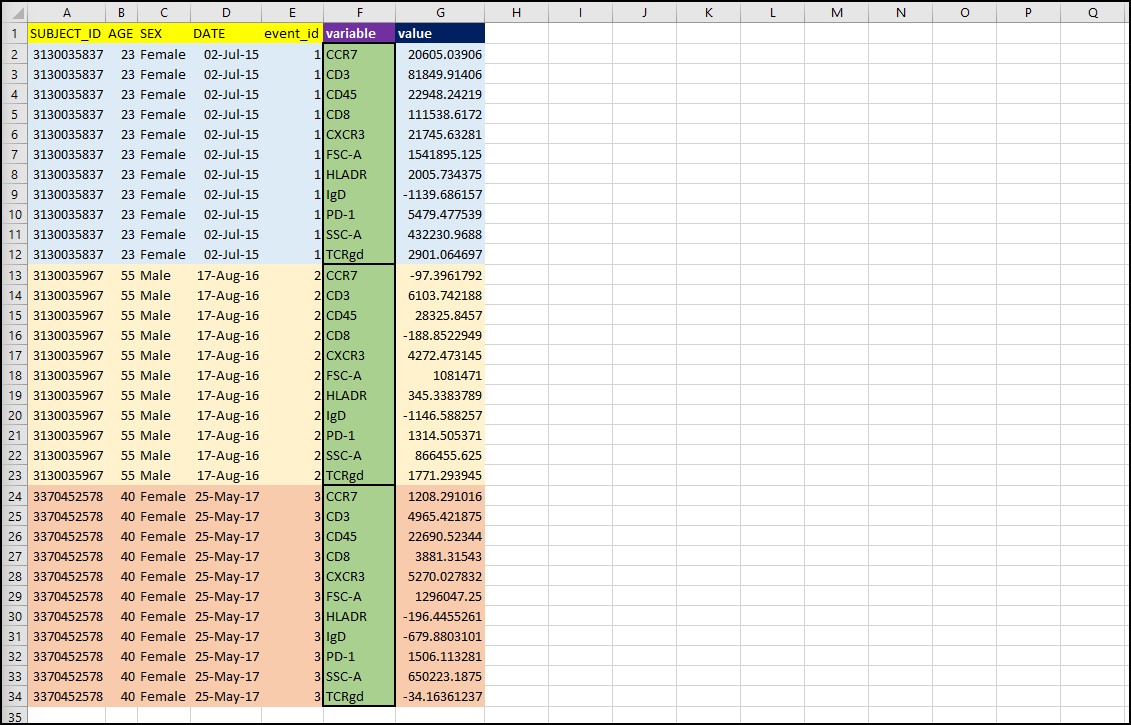 A B C D E F G H I J K L M N O P Q
1 SUBJECT_ID AGE SEX DATE event_id variable value
2 3130035837 23 Female 02-Jul-15 1 CCR7 20605.03906
3 3130035837 23 Female 02-Jul-15 1 CD3 81849.91406
4 3130035837 23 Female 02-Jul-15 1 CD45 22948.24219
5 3130035837 23 Female 02-Jul-15 1 CD8 111538.6172
6 3130035837 23 Female 02-Jul-15 1 CXCR3 21745.63281
7 3130035837 23 Female 02-Jul-15 1 FSC-A 1541895.125
8 3130035837 23 Female 02-Jul-15 1 HLADR 2005.734375
9 3130035837 23 Female 02-Jul-15 1 IgD -1139.686157
10 3130035837 23 Female 02-Jul-15 1 PD-1 5479.477539
11 3130035837 23 Female 02-Jul-15 1 SSC-A 432230.9688
12 3130035837 23 Female 02-Jul-15 1 TCRgd 2901.064697
13 3130035967 55 Male 17-Aug-16 2 CCR7 -97.3961792
14 3130035967 55 Male 17-Aug-16 2 CD3 6103.742188
15 3130035967 55 Male 17-Aug-16 2 CD45 28325.8457
16 3130035967 55 Male 17-Aug-16 2 CD8 -188.8522949
17 3130035967 55 Male 17-Aug-16 2 CXCR3 4272.473145
18 3130035967 55 Male 17-Aug-16 2 FSC-A 1081471
19 3130035967 55 Male 17-Aug-16 2 HLADR 345.3383789
20 3130035967 55 Male 17-Aug-16 2 IgD -1146.588257
21 3130035967 55 Male 17-Aug-16 2 PD-1 1314.505371
22 3130035967 55 Male 17-Aug-16 2 SSC-A 866455.625
23 3130035967 55 Male 17-Aug-16 2 TCRgd 1771.293945
24 3370452578 40 Female 25-May-17 3 CCR7 1208.291016
25 3370452578 40 Female 25-May-17 3 CD3 4965.421875
26 3370452578 40 Female 25-May-17 3 CD45 22690.52344
27 3370452578 40 Female 25-May-17 3 CD8 3881.31543
28 3370452578 40 Female 25-May-17 3 CXCR3 5270.027832
29 3370452578 40 Female 25-May-17 3 FSC-A 1296047.25
30 3370452578 40 Female 25-May-17 3 HLADR -196.4455261
31 3370452578 40 Female 25-May-17 3 IgD -679.8803101
32 3370452578 40 Female 25-May-17 3 PD-1 1506.113281
33 3370452578 40 Female 25-May-17 3 SSC-A 650223.1875
34 3370452578 40 Female 25-May-17 3 TCRgd -34.16361237
35